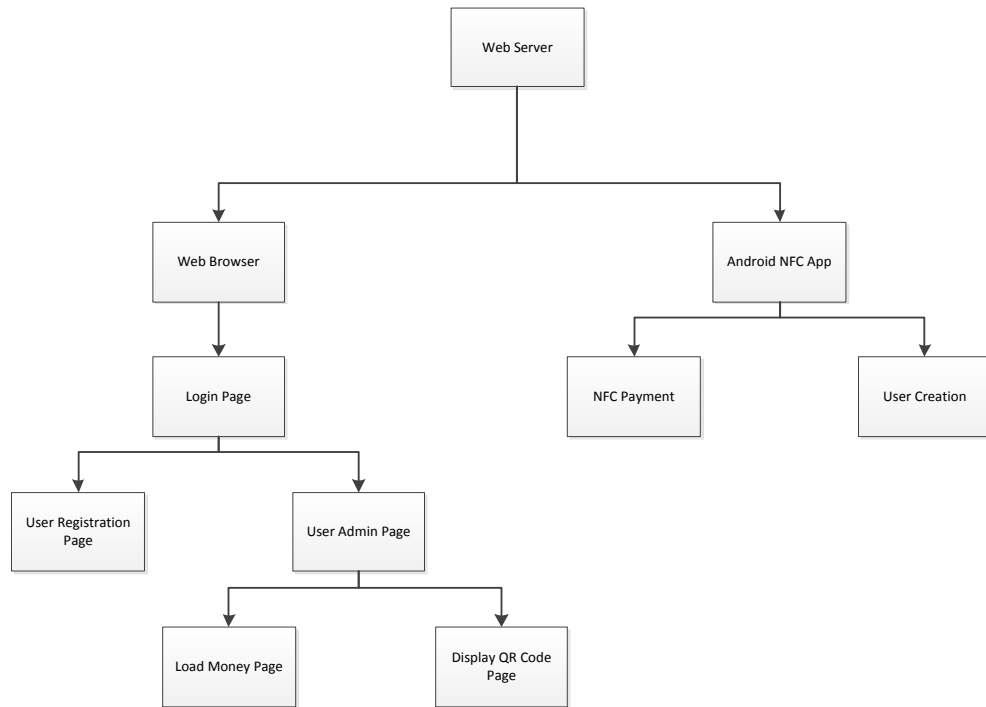 Web Server
Web Browser
Android NFC App
Login Page
NFC Payment
User Creation
User Registration
Page
User Admin Page
Load Money Page
Display QR Code
Page